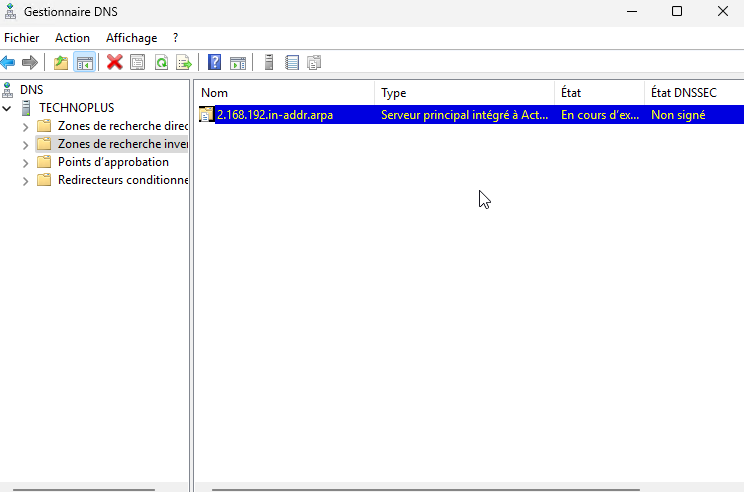 Gestionnaire DNS
Fichier Action Affichage ?
DNS
TECHNOPLUS
Zones de recherche direc
Zones de recherche inver
Points d'approbation
Redirecteurs conditionne
Nom Type État État DNSSEC
2.168.192.in-addr.arpa Serveur principal intégré à Act... En cours d'ex... Non signé